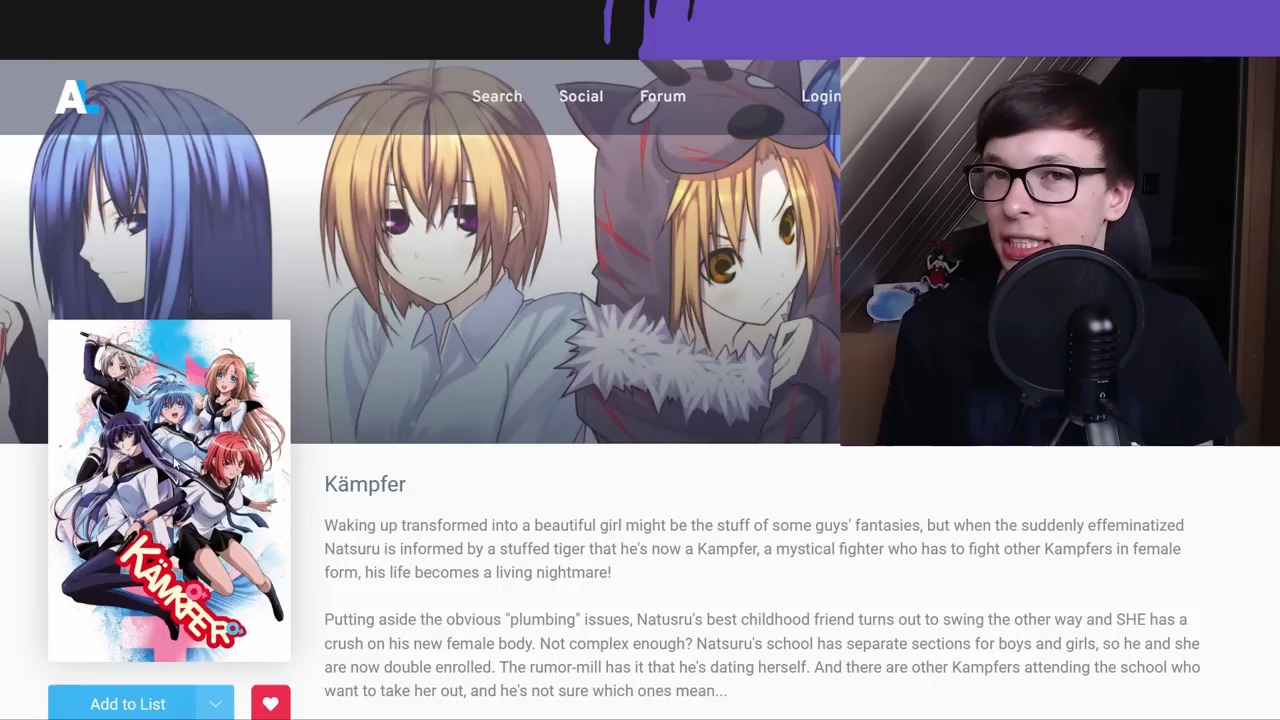 AL
Search Social Forum Login
KÄMPFER
Kämpfer
Waking up transformed into a beautiful girl might be the stuff of some guys' fantasies, but when the suddenly effeminatized
Natsuru is informed by a stuffed tiger that he's now a Kampfer, a mystical fighter who has to fight other Kampfers in female
form, his life becomes a living nightmare!
Putting aside the obvious "plumbing" issues, Natusru's best childhood friend turns out to swing the other way and SHE has a
crush on his new female body. Not complex enough? Natsuru's school has separate sections for boys and girls, so he and she
are now double enrolled. The rumor-mill has it that he's dating herself. And there are other Kampfers attending the school who
want to take her out, and he's not sure which ones mean...
Add to List